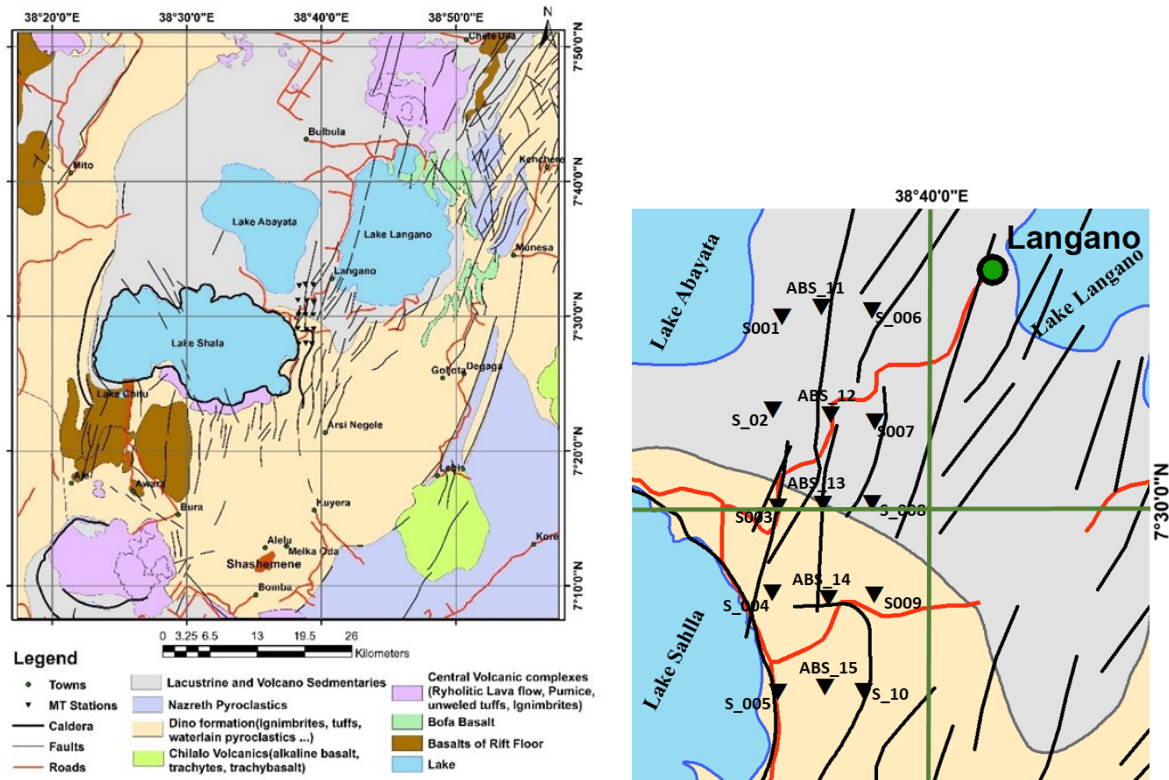 38°20'0"E
38°30'0"E
38°40'0"E
38°50'0"E
N
7°50'0"N
7°40'0"N
7°30'0"N
7°20'0"N
7°10'0"N
Bulbula
Mito
Kenchere
Lake Abayata
Lake Langano
Munesa
Langano
Lake Shala
Degaga
Lake Chitu
Arsi Negele
Awara
Bura
Kuyera
Kore
Alelu
Melka Oda
Shashemene
Bomba
0 3.25 6.5 13 19.5 26
Kilometers
Legend
Towns
MT Stations
Caldera
Faults
Roads
Lacustrine and Volcano Sedimentaries
Nazreth Pyroclastics
Dino formation(Ignimbrites, tuffs,
waterlain pyroclastics ...)
Chilalo Volcanics(alkaline basalt,
trachytes, trachybasalt)
Central Volcanic complexes
(Ryholitic Lava flow, Pumice,
unweled tuffs, Ignimbrites)
Bofa Basalt
Basalts of Rift Floor
Lake
38°40'0"E
Langano
Lake Abayata
Lake Langano
ABS_11
S001
S_006
ABS_12
S_02
S007
ABS_13
S003
S_008
7°30'0"N
ABS_14
S_004
S009
Lake Sahlla
ABS_15
S_005
S_10